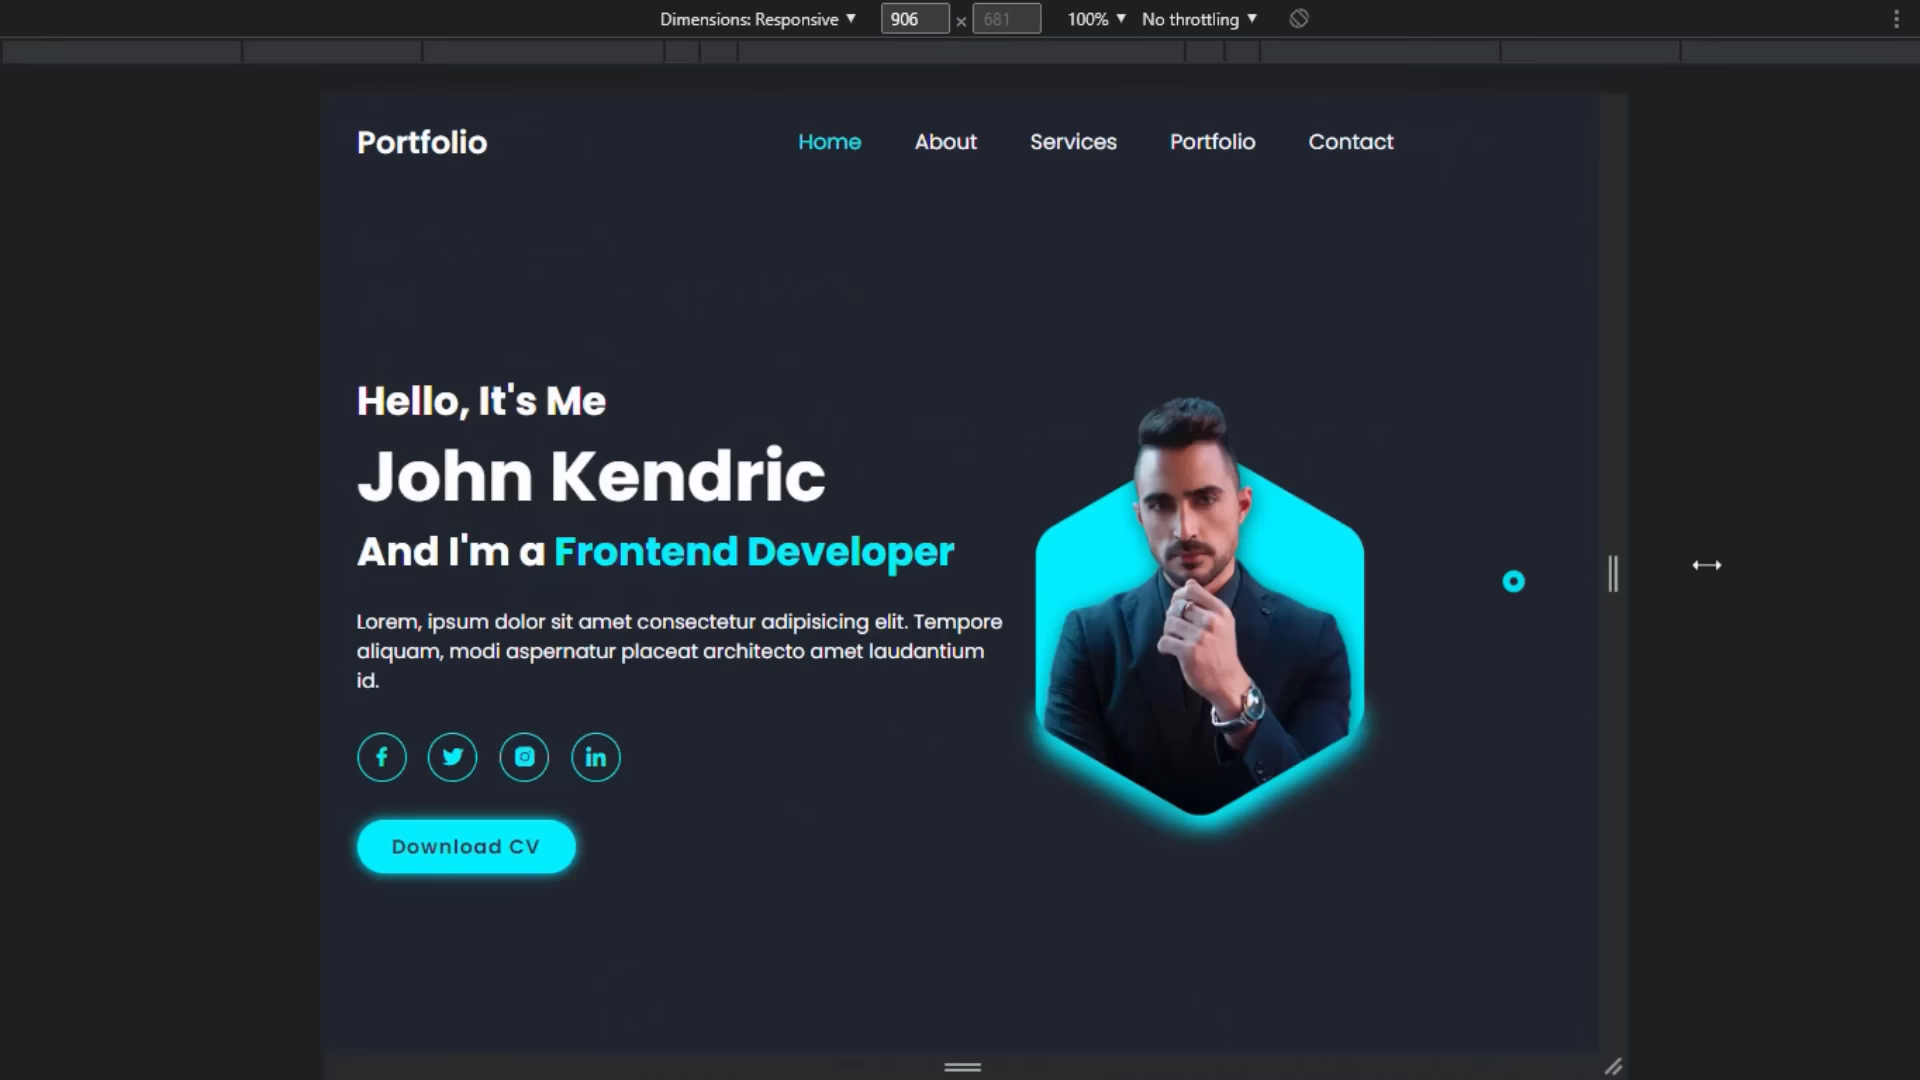 Dimensions: Responsive 906 × 681 100% No throttling
Portfolio Home About Services Portfolio Contact
Hello, It's Me
John Kendric
And I'm a Frontend Developer
Lorem, ipsum dolor sit amet consectetur adipisicing elit. Tempore
aliquam, modi aspernatur placeat architecto amet laudantium
id.
Download CV